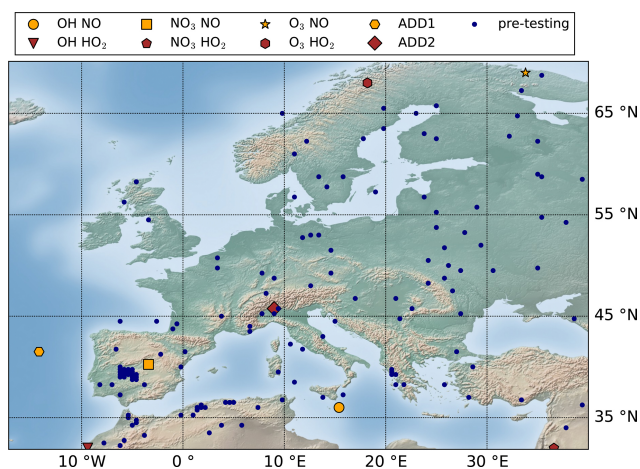 OH NO NO₃ NO O₃ NO ADD1 pre-testing
OH HO₂ NO₃ HO₂ O₃ HO₂ ADD2
65 °N
55 °N
45 °N
35 °N
10 °W 0 ° 10 °E 20 °E 30 °E